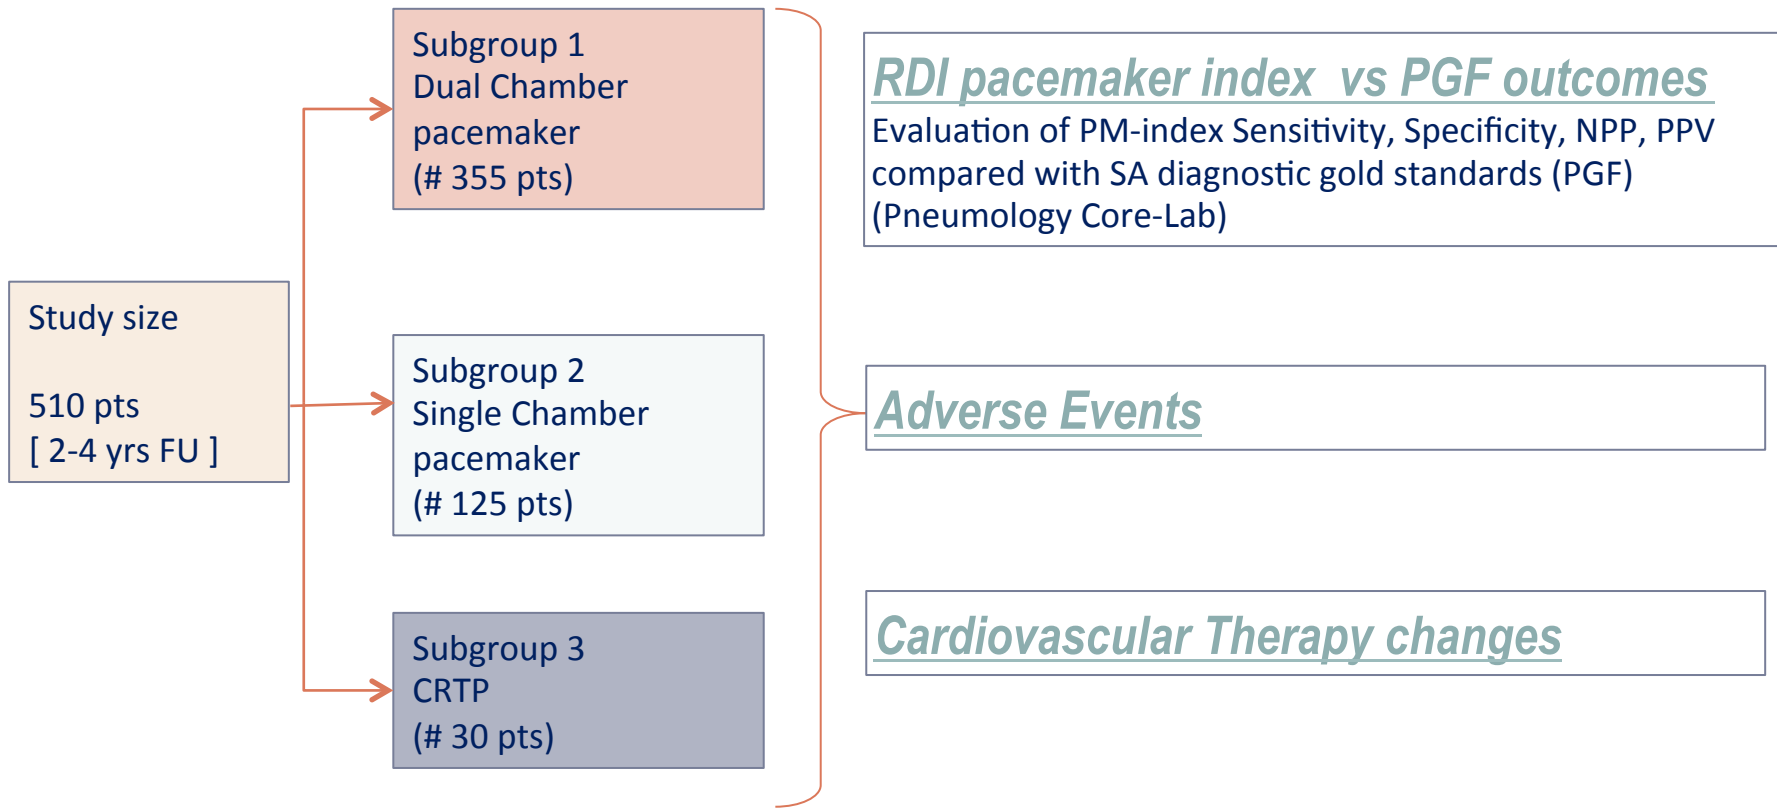 Study size
510 pts
[ 2-4 yrs FU ]
Subgroup 1
Dual Chamber
pacemaker
(# 355 pts)
Subgroup 2
Single Chamber
pacemaker
(# 125 pts)
Subgroup 3
CRTP
(# 30 pts)
RDI pacemaker index vs PGF outcomes
Evaluation of PM-index Sensitivity, Specificity, NPP, PPV
compared with SA diagnostic gold standards (PGF)
(Pneumology Core-Lab)
Adverse Events
Cardiovascular Therapy changes